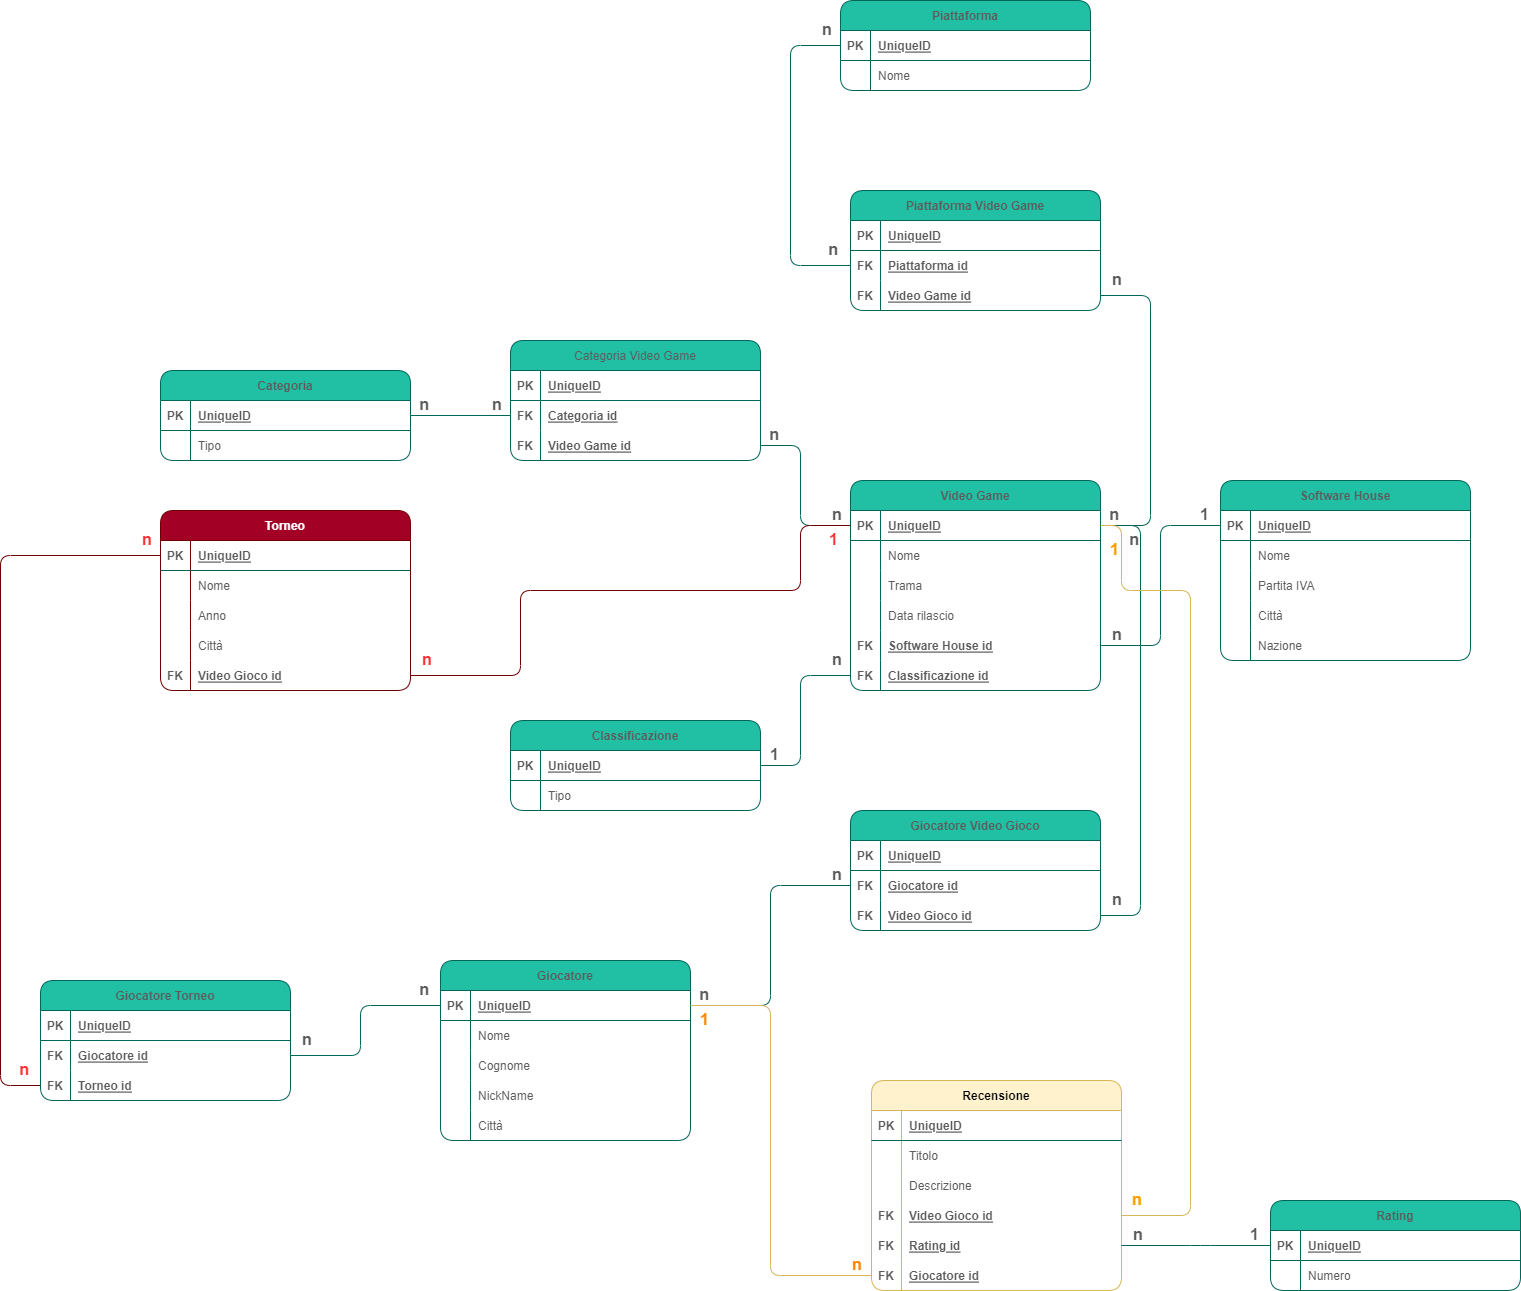 Piattaforma
n
PK UniqueID
Nome
Piattaforma Video Game
PK UniqueID
n
FK Piattaforma id
n
FK Video Game id
Categoria Video Game
PK UniqueID
Categoria
n
n
PK UniqueID
FK Categoria id
Tipo
n
FK Video Game id
Video Game
n
PK UniqueID
n
1
1
n
Nome
1
Trama
Data rilascio
FK Software House id
n
n
FK Classificazione id
Software House
1
PK UniqueID
Nome
Partita IVA
Città
Nazione
Torneo
n
PK UniqueID
Nome
Anno
Città
n
FK Video Gioco id
Classificazione
1
PK UniqueID
Tipo
Giocatore Video Gioco
PK UniqueID
n
FK Giocatore id
n
FK Video Gioco id
Giocatore Torneo
PK UniqueID
n
FK Giocatore id
n
FK Torneo id
Giocatore
n
PK UniqueID
n
1
Nome
Cognome
NickName
Città
Recensione
PK UniqueID
Titolo
Descrizione
n
FK Video Gioco id
n
FK Rating id
n
FK Giocatore id
Rating
1
PK UniqueID
Numero